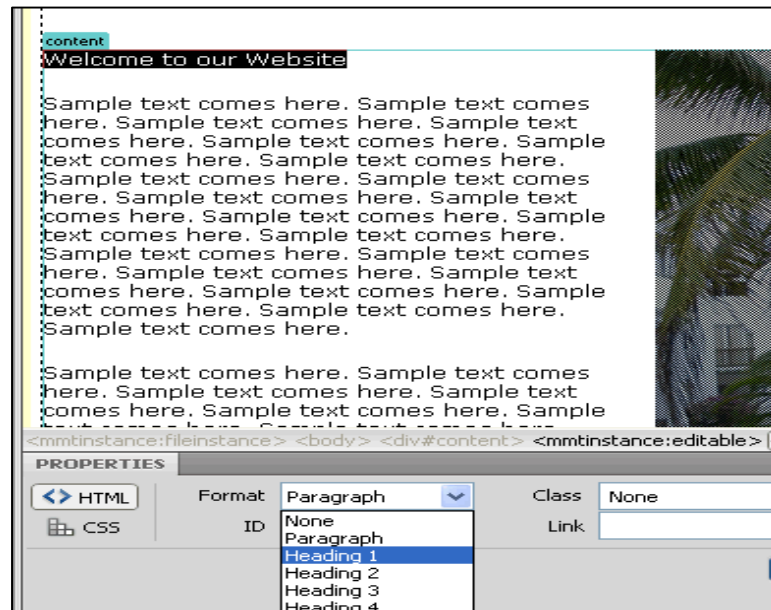 content
Welcome to our Website
Sample text comes here. Sample text comes
here. Sample text comes here. Sample text
comes here. Sample text comes here. Sample
text comes here. Sample text comes here.
Sample text comes here. Sample text comes
here. Sample text comes here. Sample text
comes here. Sample text comes here. Sample
text comes here. Sample text comes here.
Sample text comes here. Sample text comes
here. Sample text comes here. Sample text
comes here. Sample text comes here. Sample
text comes here. Sample text comes here.
Sample text comes here.
Sample text comes here. Sample text comes
here. Sample text comes here. Sample text
comes here. Sample text comes here. Sample
text comes here. Sample text comes here.
<mmtinstance:fileinstance> <body> <div#content> <mmtinstance:editable>
PROPERTIES
<> HTML Format Paragraph Class None
CSS ID None Link
Paragraph
Heading 1
Heading 2
Heading 3
Heading 4